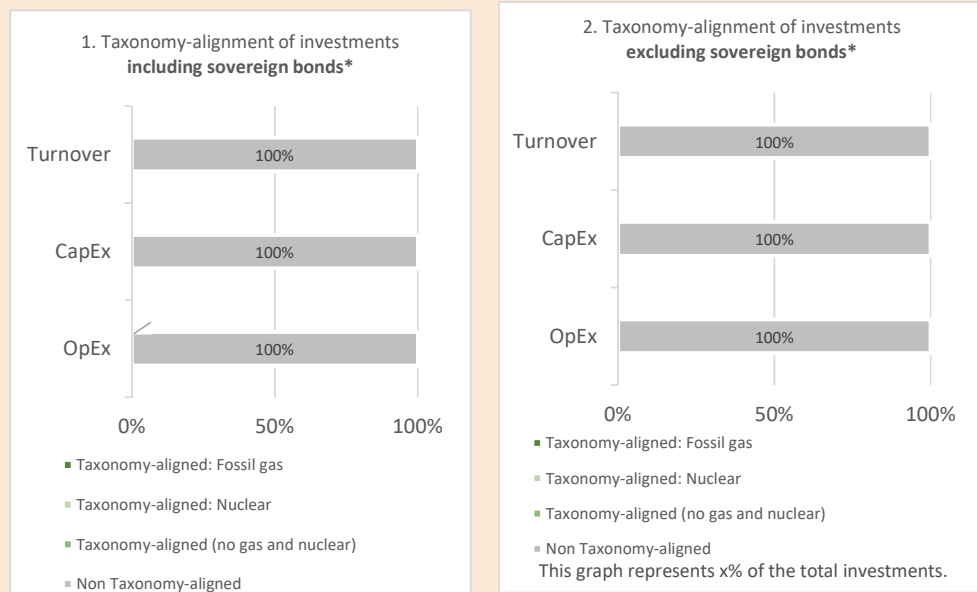 1. Taxonomy-alignment of investments
including sovereign bonds*
Turnover
100%
CapEx
100%
OpEx
100%
0% 50% 100%
Taxonomy-aligned: Fossil gas
Taxonomy-aligned: Nuclear
Taxonomy-aligned (no gas and nuclear)
Non Taxonomy-aligned
2. Taxonomy-alignment of investments
excluding sovereign bonds*
Turnover
100%
CapEx
100%
OpEx
100%
0% 50% 100%
Taxonomy-aligned: Fossil gas
Taxonomy-aligned: Nuclear
Taxonomy-aligned (no gas and nuclear)
Non Taxonomy-aligned
This graph represents x% of the total investments.